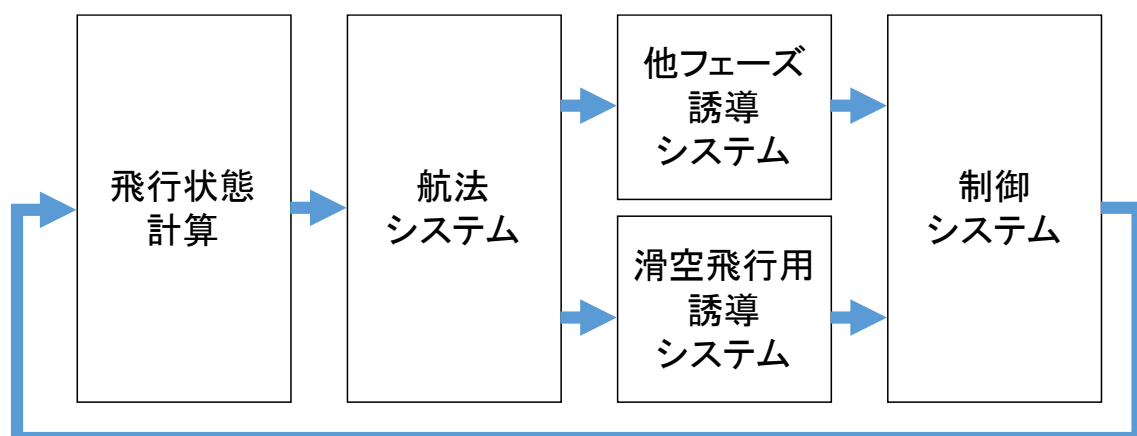 飛行状態
計算
航法
システム
他フェーズ
誘導
システム
滑空飛行用
誘導
システム
制御
システム